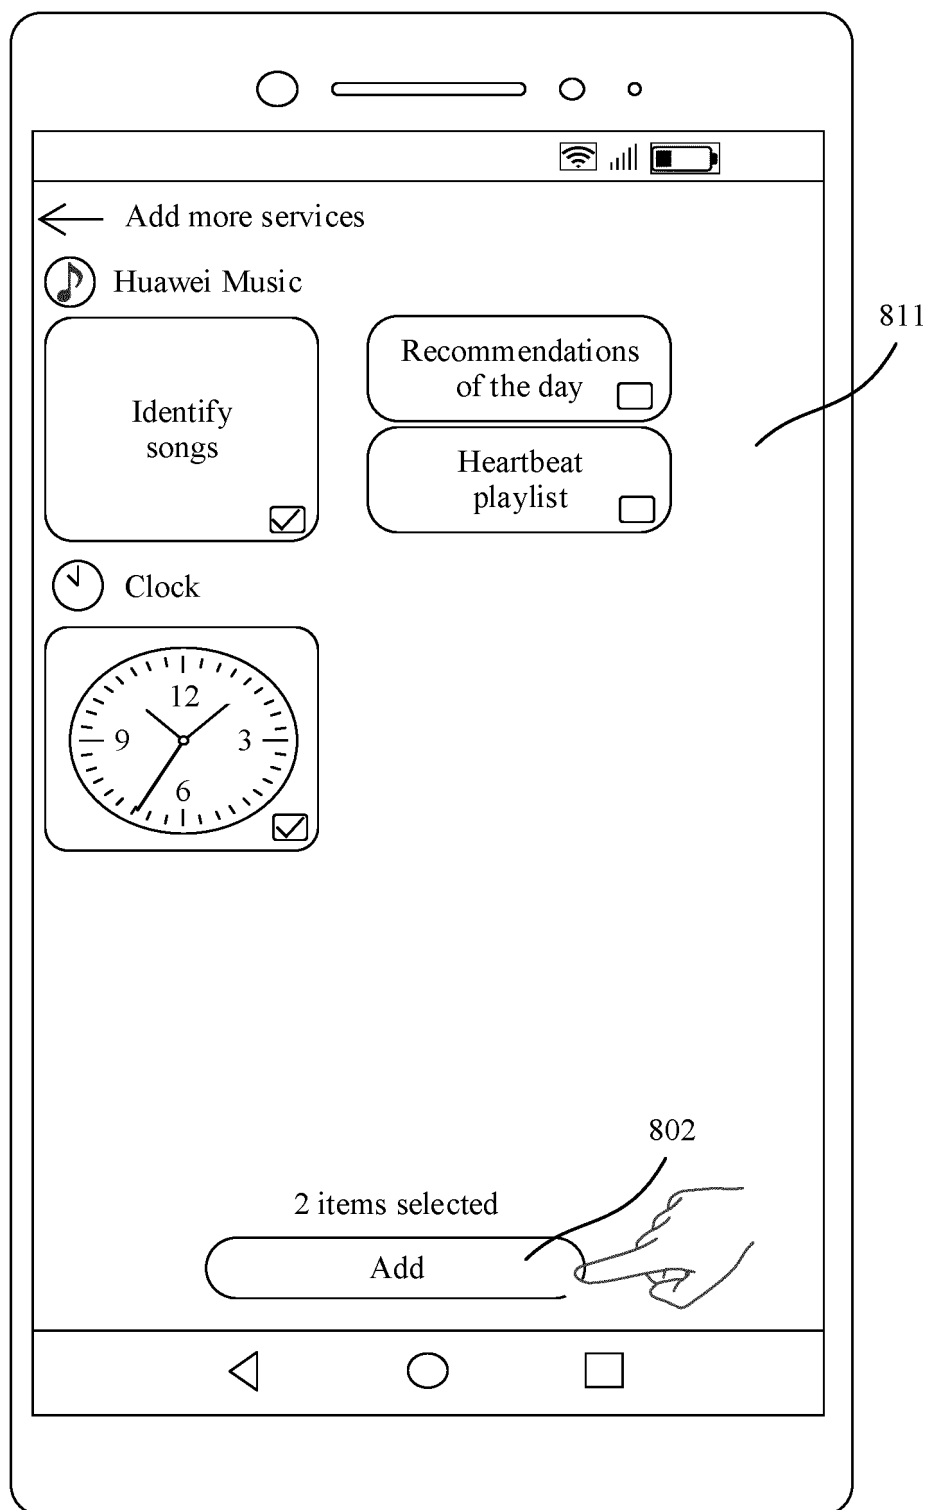 Add more services
Huawei Music
811
Identify
songs
Recommendations
of the day
Heartbeat
playlist
Clock
12
9
3
6
802
2 items selected
Add